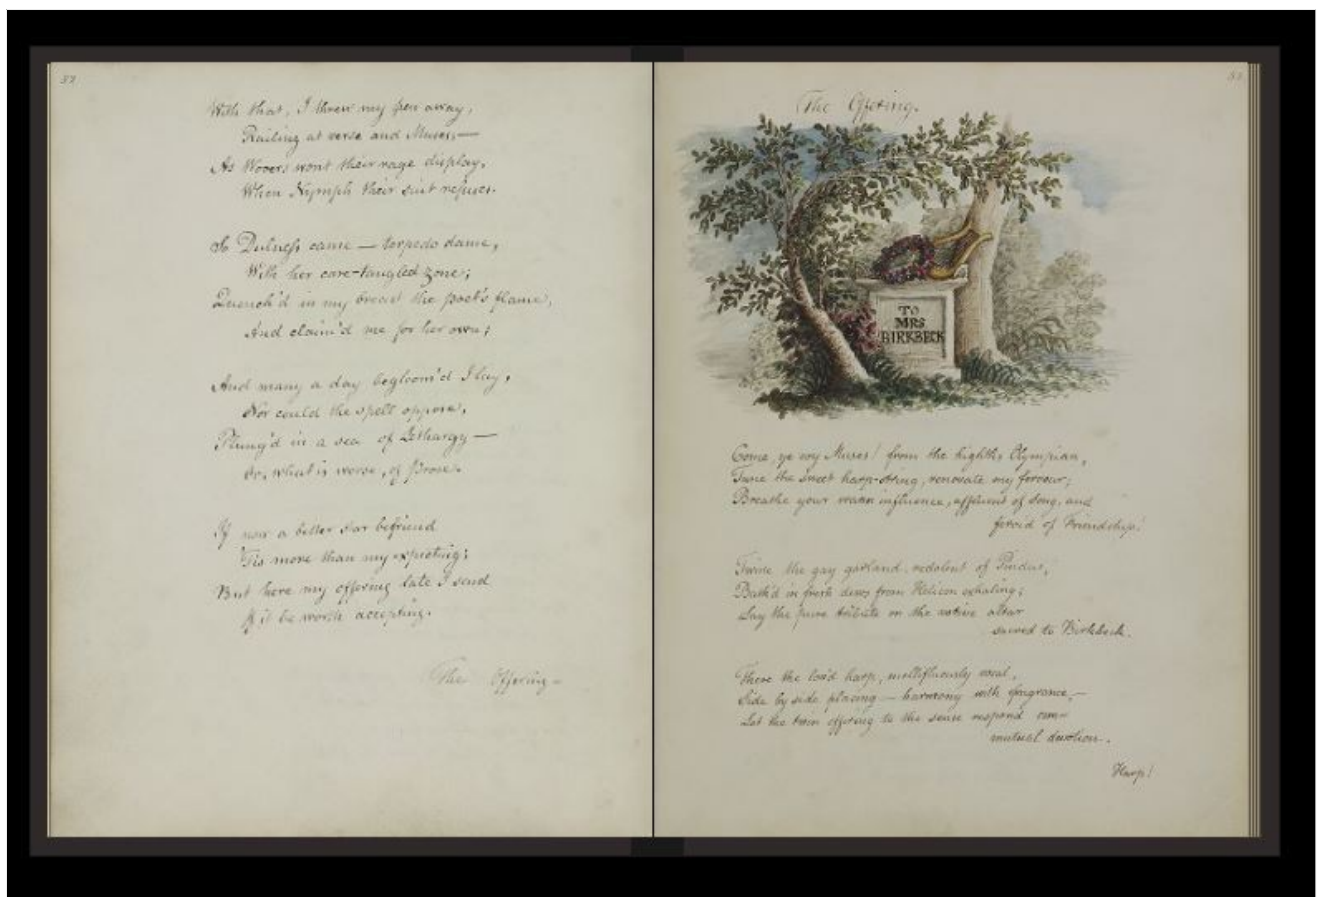 32
With that, I threw my pen away,
Railing at verse and Muses,—
As Wooers wont their rage display,
When Nymph their suit refuses.
So Dulness came — torpedo dame,
With her care-tangled zone;
Quench'd in my breast the poet's flame,
And claim'd me for her own;
And many a day begloom'd I lay,
Nor could the spell oppose,
Plung'd in a sea of Lethargy —
Or, what is worse, of Prose.
If now a better star befriend
'Tis more than my expecting;
But here my offering late I send
If it be worth accepting.
The Offering —
The Offering.
TO
MRS
BIRKBECK
Come, ye coy Muses! from the heights Olympian,
Tune the sweet harp-string, renovate my fervour;
Breathe your warm influence, affluent of song, and
fervid of Friendship!
Twine the gay garland, redolent of Pindus,
Bath'd in fresh dews from Helicon exhaling;
Lay the pure tribute on the votive altar
sacred to Birkbeck.
There the lov'd harp, mellifluously vocal,
Side by side placing — harmony with fragrance,—
Let the twin offering to the sense respond our
mutual devotion.
Harp!